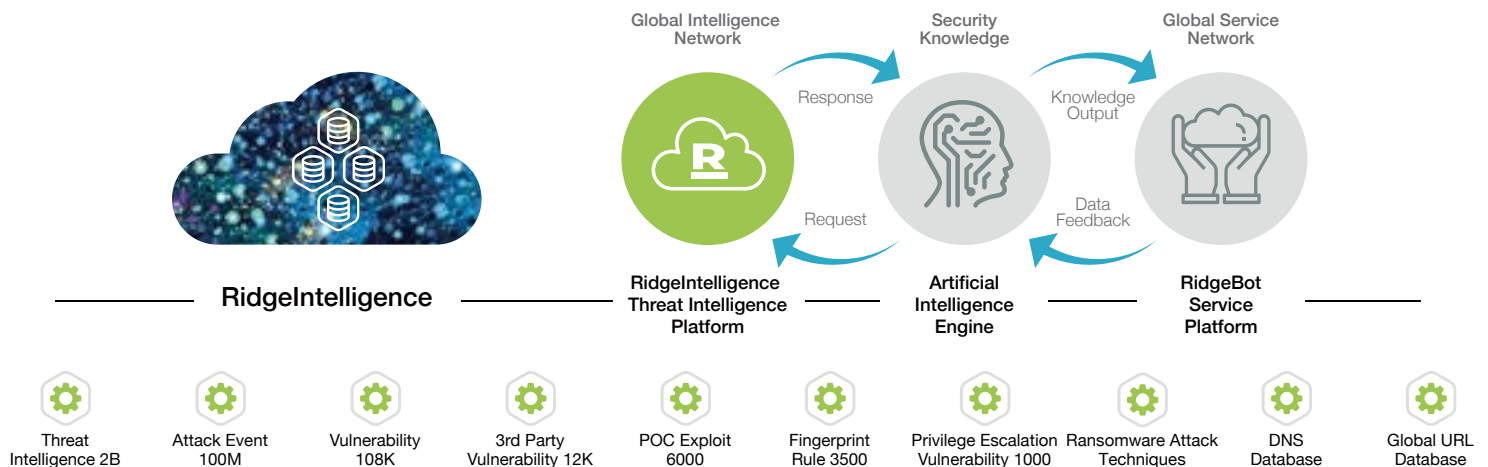 Global Intelligence
Network
Security
Knowledge
Global Service
Network
Response
Knowledge
Output
R
Request
Data
Feedback
RidgeIntelligence
RidgeIntelligence
Threat Intelligence
Platform
Artificial
Intelligence
Engine
RidgeBot
Service
Platform
Threat
Intelligence 2B
Attack Event
100M
Vulnerability
108K
3rd Party
Vulnerability 12K
POC Exploit
6000
Fingerprint
Rule 3500
Privilege Escalation
Vulnerability 1000
Ransomware Attack
Techniques
DNS
Database
Global URL
Database